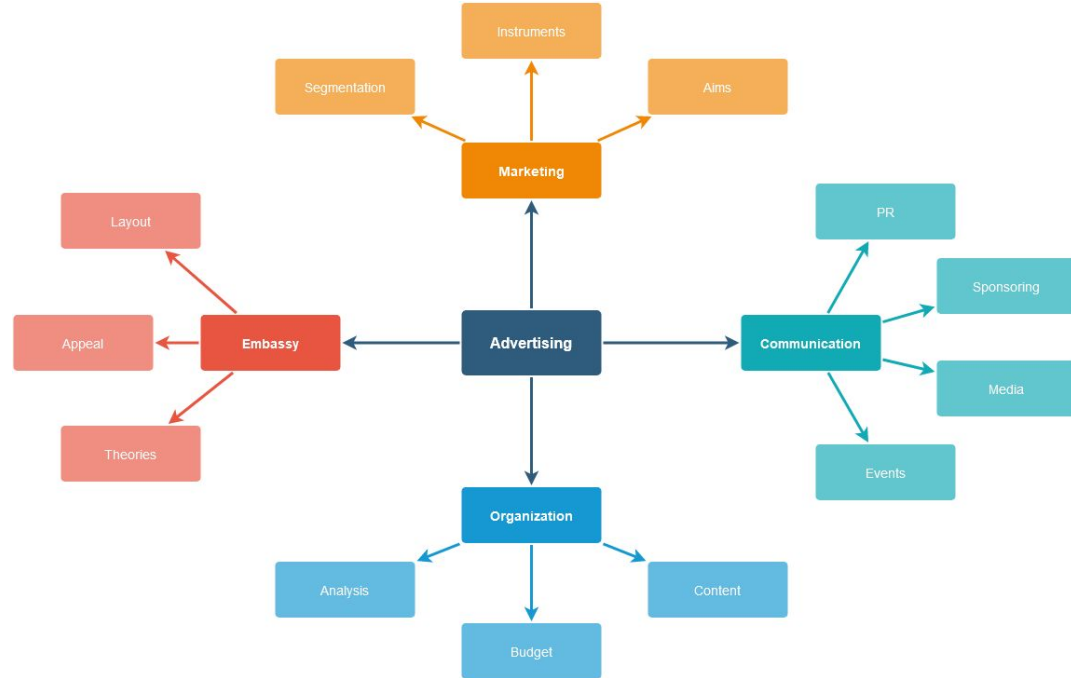 Instruments
Segmentation
Aims
Marketing
Layout
PR
Sponsoring
Appeal
Embassy
Advertising
Communication
Media
Theories
Events
Organization
Analysis
Content
Budget